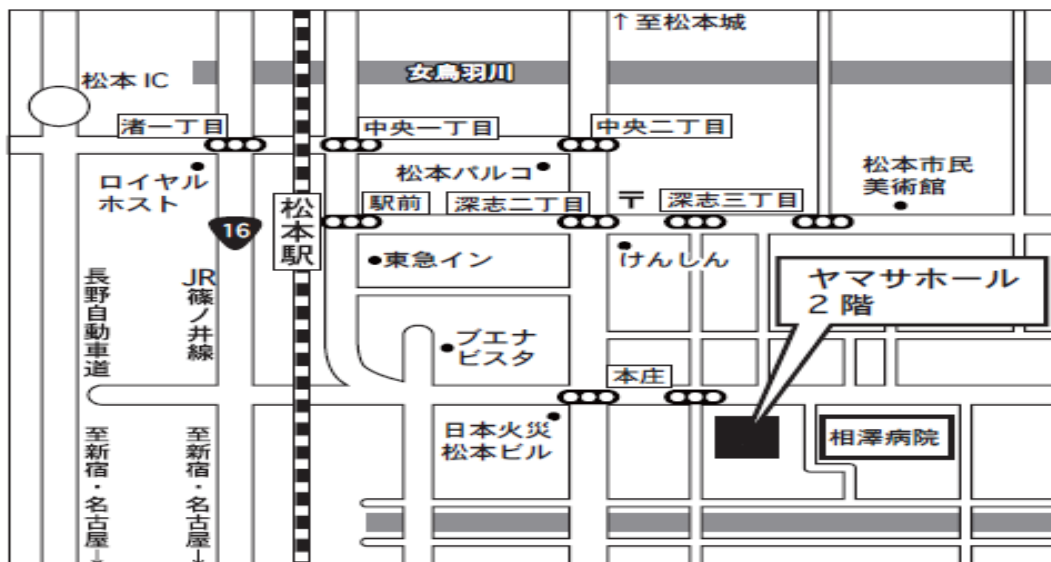 ↑至松本城
女鳥羽川
松本IC
渚一丁目
中央一丁目
中央二丁目
ロイヤル
ホスト
松本パルコ
松本市民
美術館
駅前
深志二丁目
〒
深志三丁目
16
松本駅
東急イン
けんしん
ヤマサホール
2階
長野自動車道
JR篠ノ井線
ブエナ
ビスタ
本庄
日本火災
松本ビル
相澤病院
至新宿・名古屋→
至新宿・名古屋→